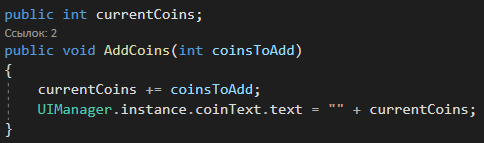 public int currentCoins;
Ссылок: 2
public void AddCoins(int coinsToAdd)
{
currentCoins += coinsToAdd;
UIManager.instance.coinText.text = "" + currentCoins;
}